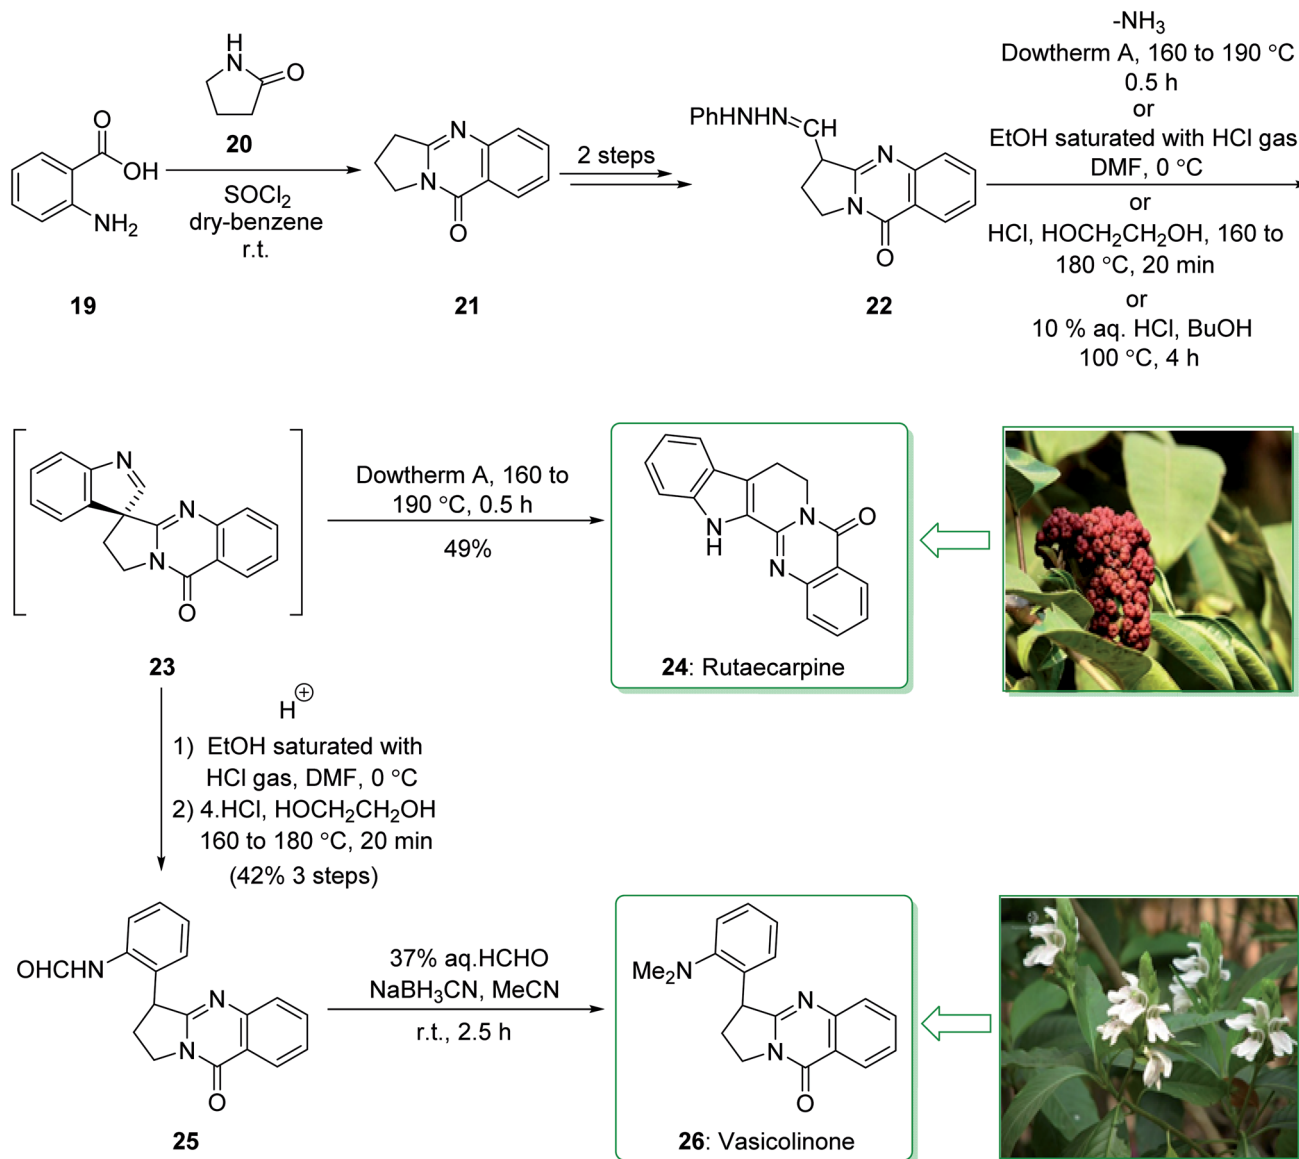 H
N
O
20
O
OH
NH2
19
SOCl2
dry-benzene
r.t.
N
N
O
21
2 steps
PhHNHN
CH
N
N
O
22
-NH3
Dowtherm A, 160 to 190 °C
0.5 h
or
EtOH saturated with HCl gas
DMF, 0 °C
or
HCl, HOCH2CH2OH, 160 to
180 °C, 20 min
or
10 % aq. HCl, BuOH
100 °C, 4 h
N
N
N
O
23
Dowtherm A, 160 to
190 °C, 0.5 h
49%
N
H
N
O
N
24: Rutaecarpine
H⊕
1) EtOH saturated with
HCl gas, DMF, 0 °C
2) 4.HCl, HOCH2CH2OH
160 to 180 °C, 20 min
(42% 3 steps)
OHCHN
N
N
O
25
37% aq.HCHO
NaBH3CN, MeCN
r.t., 2.5 h
Me2N
N
N
O
26: Vasicolinone